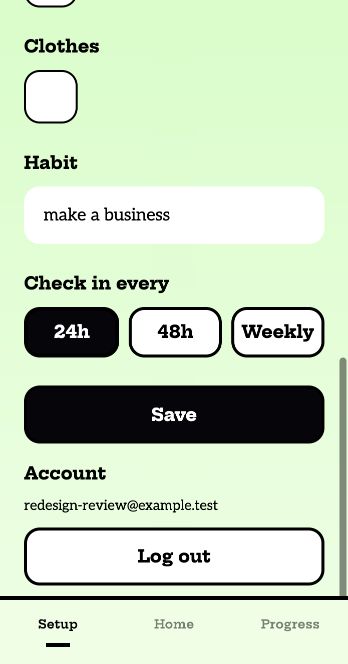 Clothes
Habit
make a business
Check in every
24h 48h Weekly
Save
Account
redesign-review@example.test
Log out
Setup Home Progress